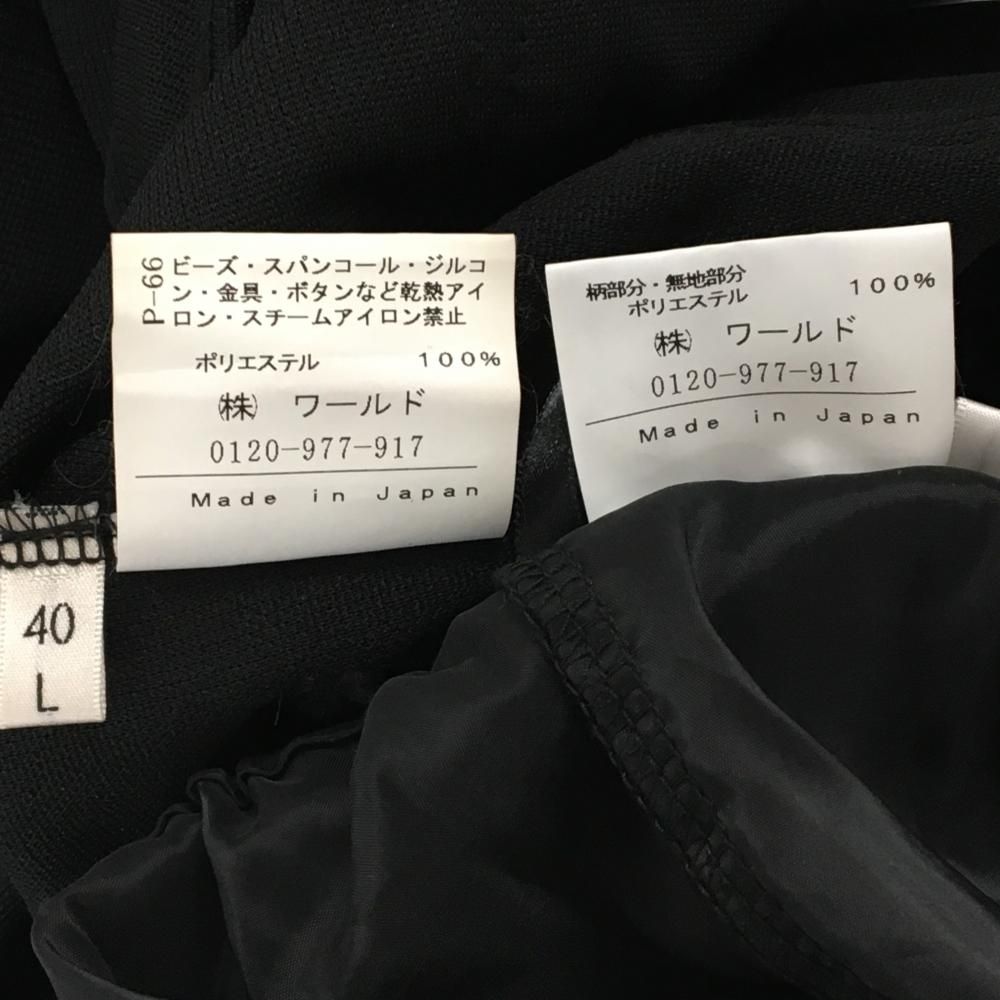 P-66
ビーズ・スパンコール・ジルコ
ン・金具・ボタンなど乾熱アイ
ロン・スチームアイロン禁止
ポリエステル 100%
㈱ ワールド
0120-977-917
Made in Japan
柄部分・無地部分
ポリエステル 100%
㈱ ワールド
0120-977-917
Made in Japan
40
L